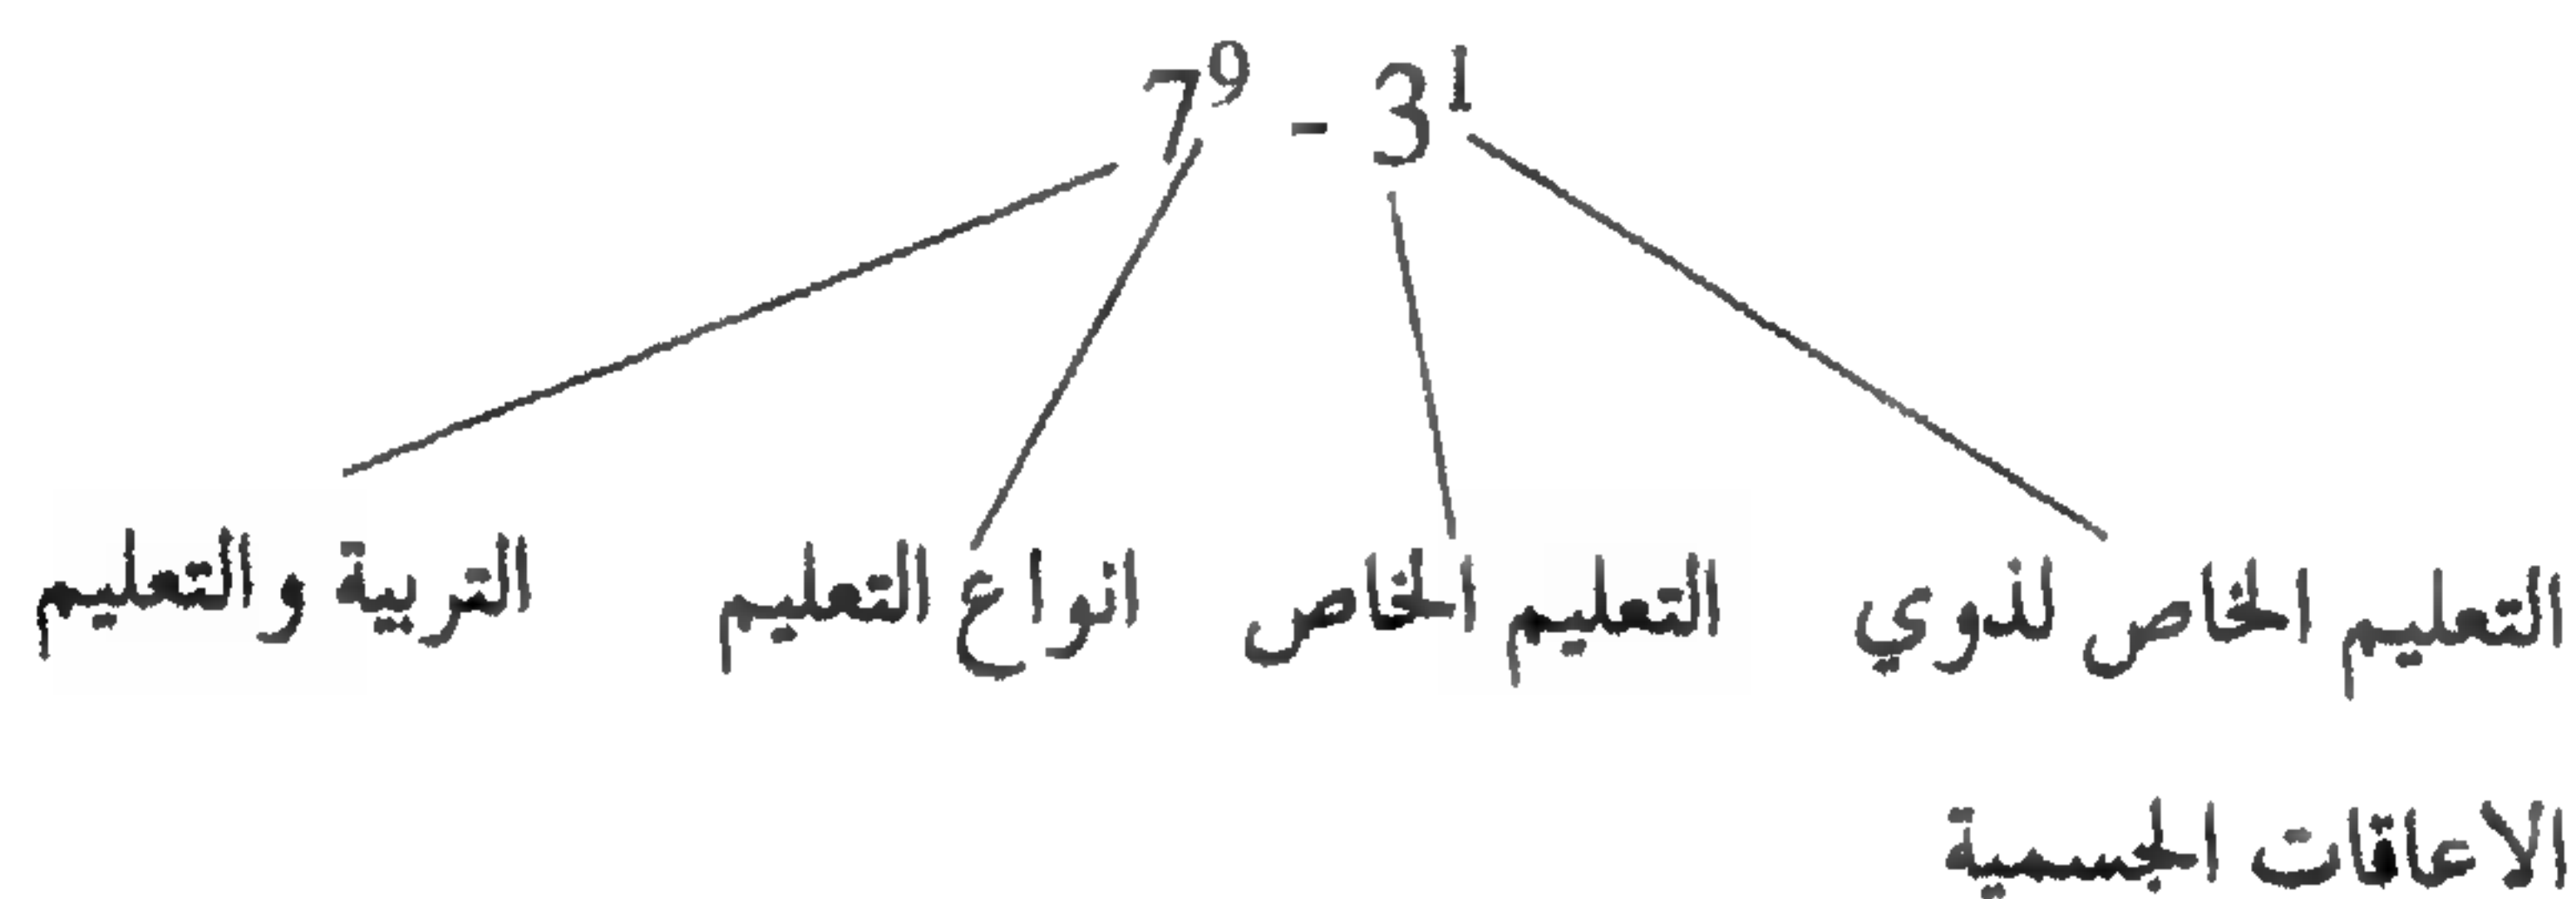 7⁹ - 3¹
التربية والتعليم انواع التعليم التعليم الخاص التعليم الخاص لذوي
الاعاقات الجسمية